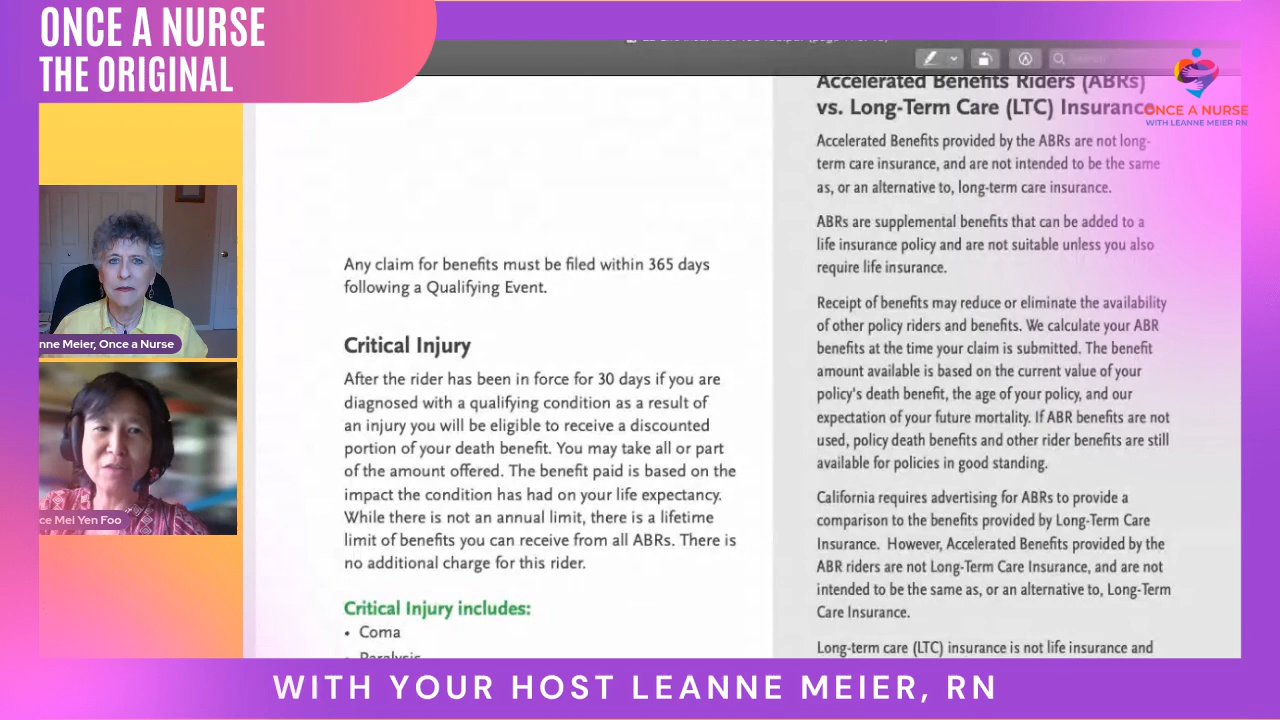 ONCE A NURSE
THE ORIGINAL
Accelerated Benefits Riders (ABRs)
vs. Long-Term Care (LTC) Insurance
ONCE A NURSE
WITH LEANNE MEIER RN
Accelerated Benefits provided by the ABRs are not long-
term care insurance, and are not intended to be the same
as, or an alternative to, long-term care insurance.
ABRs are supplemental benefits that can be added to a
life insurance policy and are not suitable unless you also
require life insurance.
Receipt of benefits may reduce or eliminate the availability
of other policy riders and benefits. We calculate your ABR
benefits at the time your claim is submitted. The benefit
amount available is based on the current value of your
policy's death benefit, the age of your policy, and our
expectation of your future mortality. If ABR benefits are not
used, policy death benefits and other rider benefits are still
available for policies in good standing.
California requires advertising for ABRs to provide a
comparison to the benefits provided by Long-Term Care
Insurance. However, Accelerated Benefits provided by the
ABR riders are not Long-Term Care Insurance, and are not
intended to be the same as, or an alternative to, Long-Term
Care Insurance.
Long-term care (LTC) insurance is not life insurance and
Any claim for benefits must be filed within 365 days
following a Qualifying Event.
Critical Injury
After the rider has been in force for 30 days if you are
diagnosed with a qualifying condition as a result of
an injury you will be eligible to receive a discounted
portion of your death benefit. You may take all or part
of the amount offered. The benefit paid is based on the
impact the condition has had on your life expectancy.
While there is not an annual limit, there is a lifetime
limit of benefits you can receive from all ABRs. There is
no additional charge for this rider.
Critical Injury includes:
• Coma
• Paralysis
nne Meier, Once a Nurse
ce Mei Yen Foo
WITH YOUR HOST LEANNE MEIER, RN